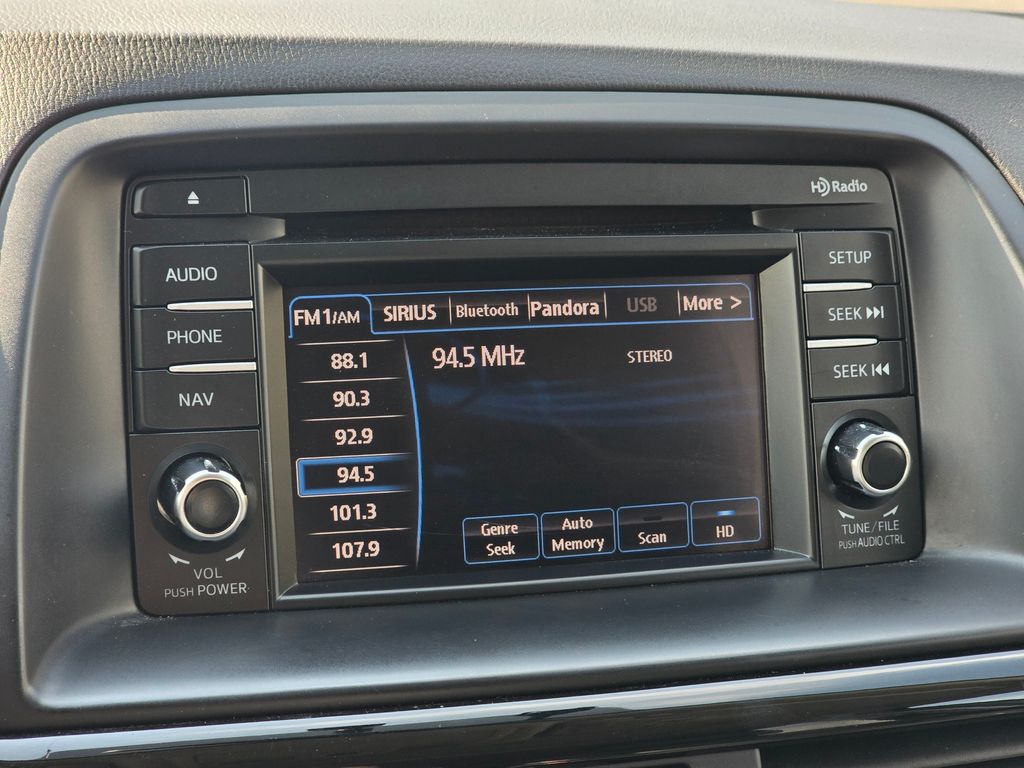 HD Radio
AUDIO
PHONE
NAV
VOL
PUSH POWER
FM1/AM
SIRIUS
Bluetooth
Pandora
USB
More >
88.1
90.3
92.9
94.5
101.3
107.9
94.5 MHz
STEREO
Genre
Seek
Auto
Memory
Scan
HD
SETUP
SEEK
SEEK
TUNE/FILE
PUSH AUDIO CTRL